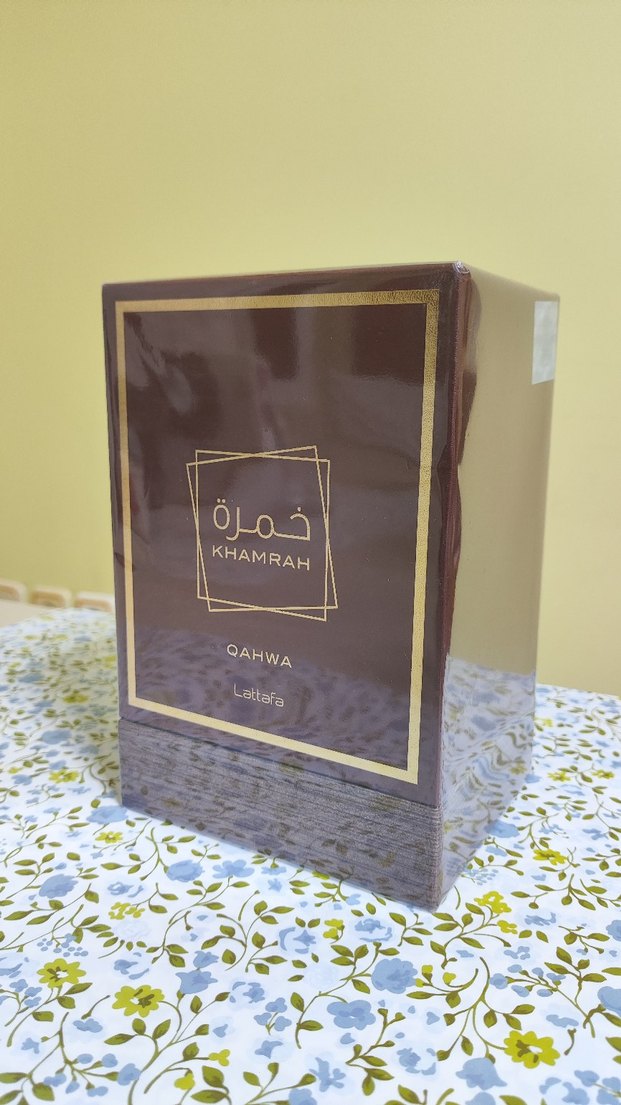 خمرة
KHAMRAH
QAHWA
Lattafa